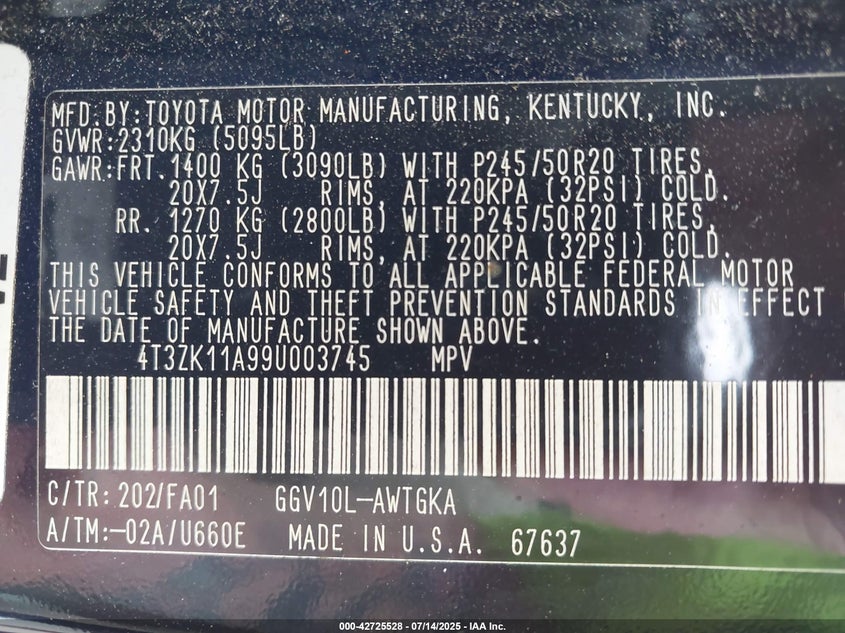 MFD.BY:TOYOTA MOTOR MANUFACTURING, KENTUCKY, INC.
GVWR:2310KG (5095LB)
GAWR:FRT.1400 KG (3090LB) WITH P245/50R20 TIRES,
20X7.5J RIMS, AT 220KPA (32PSI) COLD.
RR. 1270 KG (2800LB) WITH P245/50R20 TIRES,
20X7.5J RIMS, AT 220KPA (32PSI) COLD.
THIS VEHICLE CONFORMS TO ALL APPLICABLE FEDERAL MOTOR
VEHICLE SAFETY AND THEFT PREVENTION STANDARDS IN EFFECT
THE DATE OF MANUFACTURE SHOWN ABOVE.
4T3ZK11A99U003745 MPV
C/TR:202/FA01 GGV10L-AWTGKA
A/TM:-02A/U660E MADE IN U.S.A. 67637
000-42725528 - 07/14/2025 - IAA Inc.